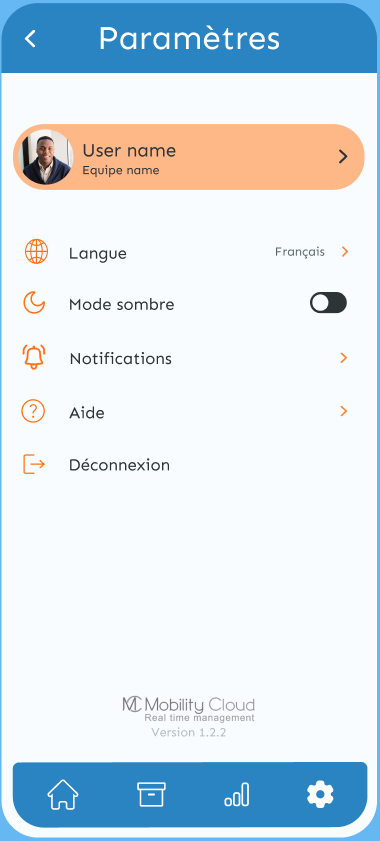 Paramètres
User name
Equipe name
Langue Français
Mode sombre
Notifications
Aide
Déconnexion
MC Mobility Cloud
Real time management
Version 1.2.2